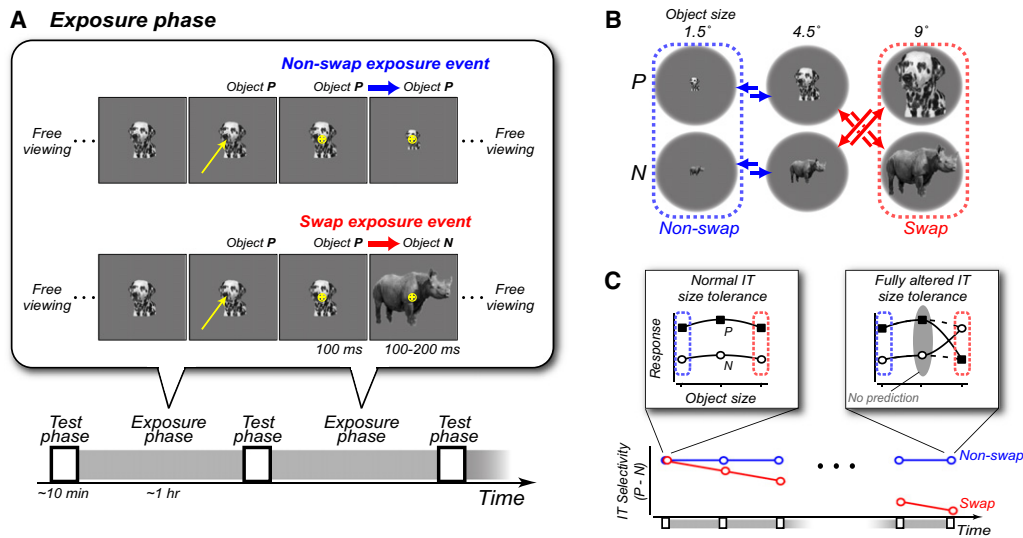 A Exposure phase
Non-swap exposure event
Object P Object P Object P
Free viewing ... ... Free viewing
Swap exposure event
Object P Object P Object N
Free viewing ... ... Free viewing
100 ms 100-200 ms
Test phase Exposure phase Test phase Exposure phase Test phase
~10 min ~1 hr Time
B Object size
1.5° 4.5° 9°
P
N
Non-swap Swap
C
Normal IT size tolerance
Response
P
N
Object size
Fully altered IT size tolerance
No prediction
IT Selectivity (P - N)
...
Non-swap
Swap
Time